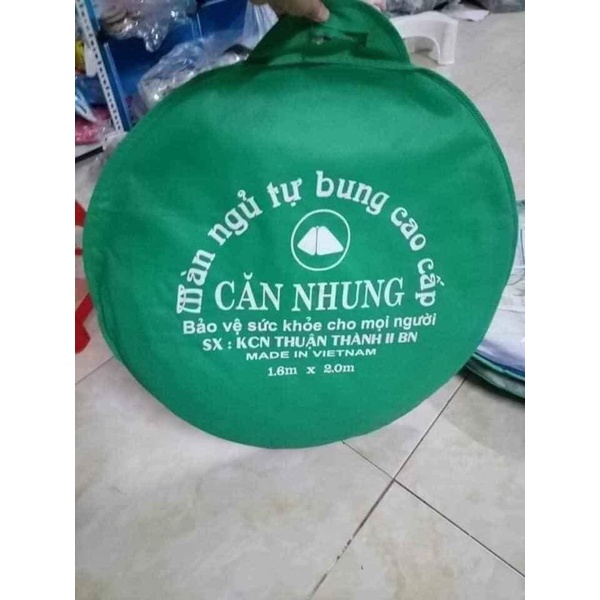 Màn ngủ tự bung cao cấp
CĂN NHUNG
Bảo vệ sức khỏe cho mọi người
SX : KCN THUẬN THÀNH II BN
MADE IN VIETNAM
1.6m x 2.0m